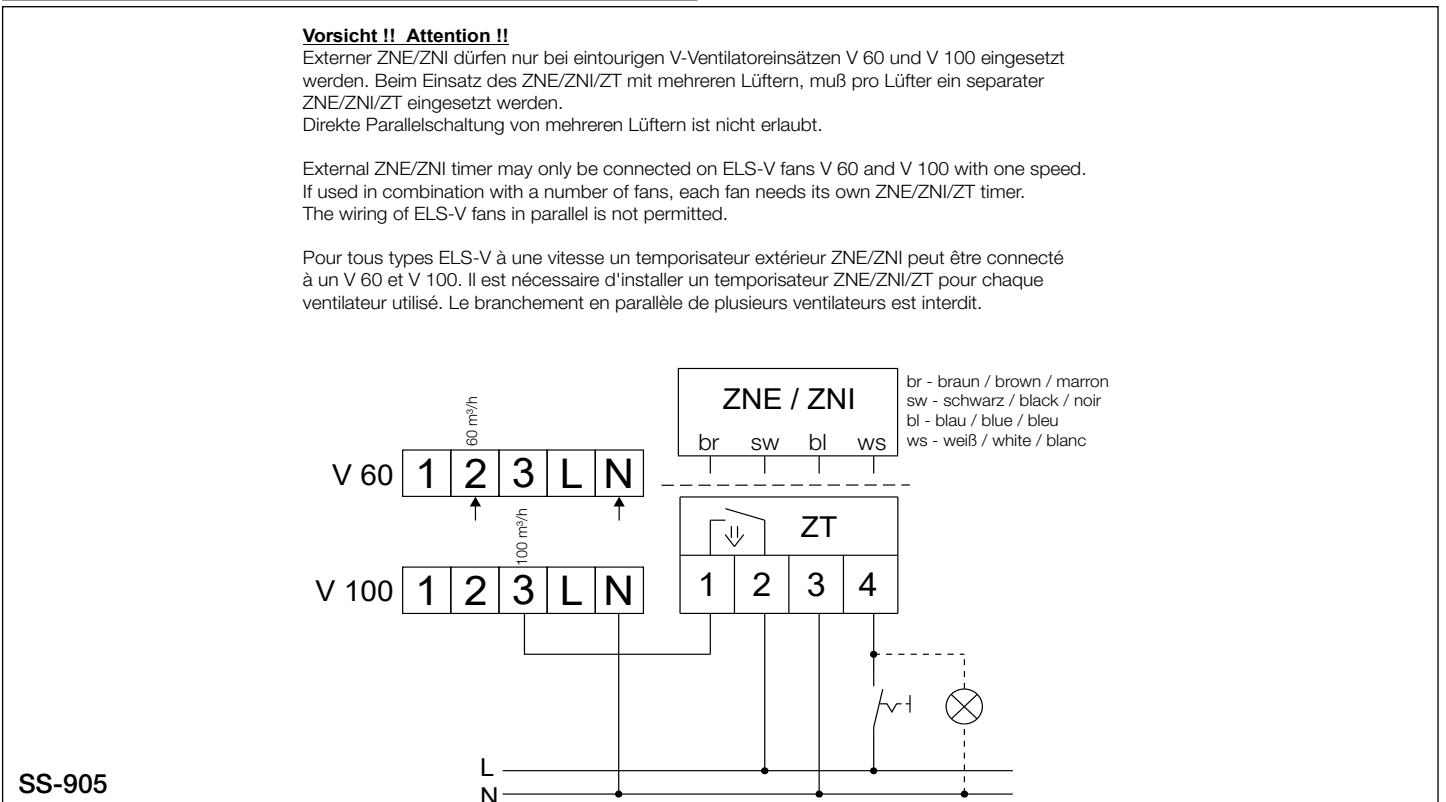 Vorsicht !! Attention !!
Externer ZNE/ZNI dürfen nur bei eintourigen V-Ventilatoreinsätzen V 60 und V 100 eingesetzt
werden. Beim Einsatz des ZNE/ZNI/ZT mit mehreren Lüftern, muß pro Lüfter ein separater
ZNE/ZNI/ZT eingesetzt werden.
Direkte Parallelschaltung von mehreren Lüftern ist nicht erlaubt.
External ZNE/ZNI timer may only be connected on ELS-V fans V 60 and V 100 with one speed.
If used in combination with a number of fans, each fan needs its own ZNE/ZNI/ZT timer.
The wiring of ELS-V fans in parallel is not permitted.
Pour tous types ELS-V à une vitesse un temporisateur extérieur ZNE/ZNI peut être connecté
à un V 60 et V 100. Il est nécessaire d'installer un temporisateur ZNE/ZNI/ZT pour chaque
ventilateur utilisé. Le branchement en parallèle de plusieurs ventilateurs est interdit.
ZNE / ZNI
br sw bl ws
br - braun / brown / marron
sw - schwarz / black / noir
bl - blau / blue / bleu
ws - weiß / white / blanc
60 m³/h
V 60 1 2 3 L N
100 m³/h
V 100 1 2 3 L N
ZT
1 2 3 4
L
N
SS-905